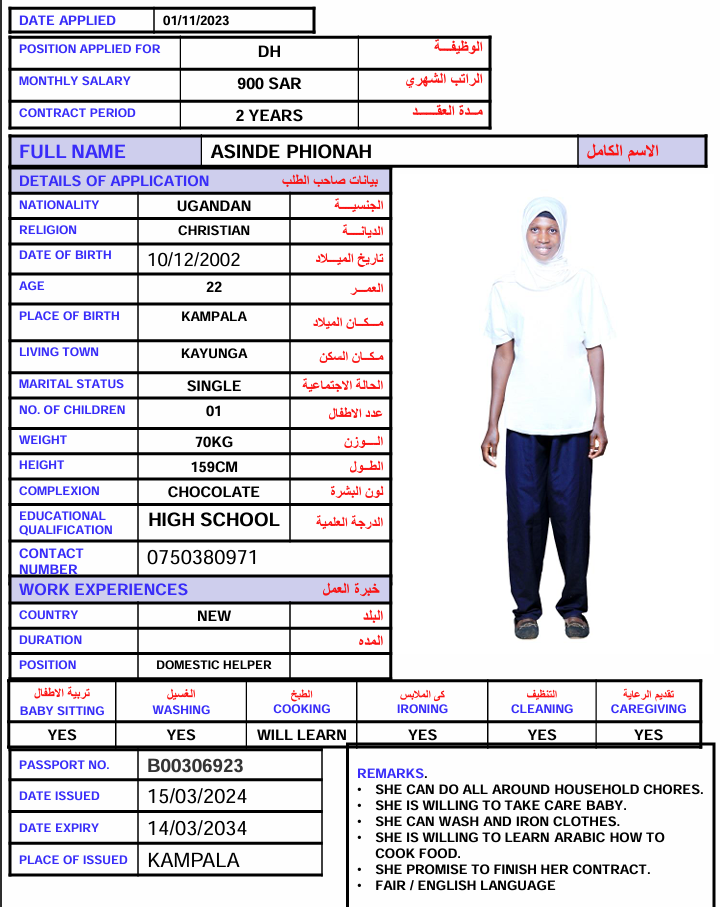 DATE APPLIED 01/11/2023
POSITION APPLIED FOR DH الوظيفـــة
MONTHLY SALARY 900 SAR الراتب الشهري
CONTRACT PERIOD 2 YEARS مــدة العقــــد
FULL NAME ASINDE PHIONAH الاسم الكامل
DETAILS OF APPLICATION بيانات صاحب الطلب
NATIONALITY UGANDAN الجنسيـــة
RELIGION CHRISTIAN الديانـــة
DATE OF BIRTH 10/12/2002 تاريخ الميـــلاد
AGE 22 العمــر
PLACE OF BIRTH KAMPALA مــكــان الميلاد
LIVING TOWN KAYUNGA مـكــان السكن
MARITAL STATUS SINGLE الحالة الاجتماعية
NO. OF CHILDREN 01 عدد الاطفال
WEIGHT 70KG الــــوزن
HEIGHT 159CM الطــول
COMPLEXION CHOCOLATE لون البشرة
EDUCATIONAL QUALIFICATION HIGH SCHOOL الدرجة العلمية
CONTACT NUMBER 0750380971
WORK EXPERIENCES خبرة العمل
COUNTRY NEW البلد
DURATION المده
POSITION DOMESTIC HELPER
تربية الاطفال الغسيل الطبخ كى الملابس التنظيف تقديم الرعاية
BABY SITTING WASHING COOKING IRONING CLEANING CAREGIVING
YES YES WILL LEARN YES YES YES
PASSPORT NO. B00306923
DATE ISSUED 15/03/2024
DATE EXPIRY 14/03/2034
PLACE OF ISSUED KAMPALA
REMARKS.
• SHE CAN DO ALL AROUND HOUSEHOLD CHORES.
• SHE IS WILLING TO TAKE CARE BABY.
• SHE CAN WASH AND IRON CLOTHES.
• SHE IS WILLING TO LEARN ARABIC HOW TO
COOK FOOD.
• SHE PROMISE TO FINISH HER CONTRACT.
• FAIR / ENGLISH LANGUAGE